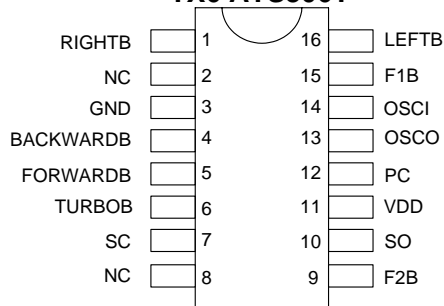 RIGHTB 1 16 LEFTB
NC 2 15 F1B
GND 3 14 OSCI
BACKWARDB 4 13 OSCO
FORWARDB 5 12 PC
TURBOB 6 11 VDD
SC 7 10 SO
NC 8 9 F2B